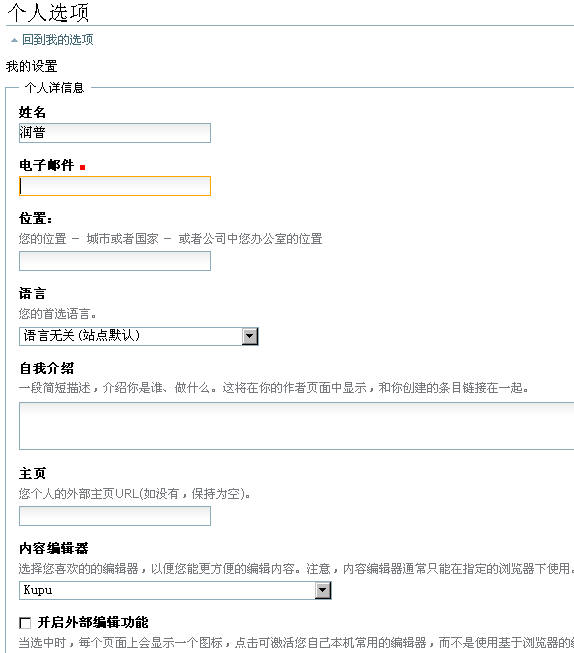 个人选项
回到我的选项
我的设置
个人详信息
姓名
润普
电子邮件
位置:
您的位置 - 城市或者国家 - 或者公司中您办公室的位置
语言
您的首选语言。
语言无关(站点默认)
自我介绍
一段简短描述，介绍你是谁、做什么。这将在你的作者页面中显示，和你创建的条目链接在一起。
主页
您个人的外部主页URL(如没有，保持为空)。
内容编辑器
选择您喜欢的的编辑器，以便您能更方便的编辑内容。注意，内容编辑器通常只能在指定的浏览器下使用。
Kupu
开启外部编辑功能
当选中时，每个页面上会显示一个图标，点击可激活您自己本机常用的编辑器，而不是使用基于浏览器的